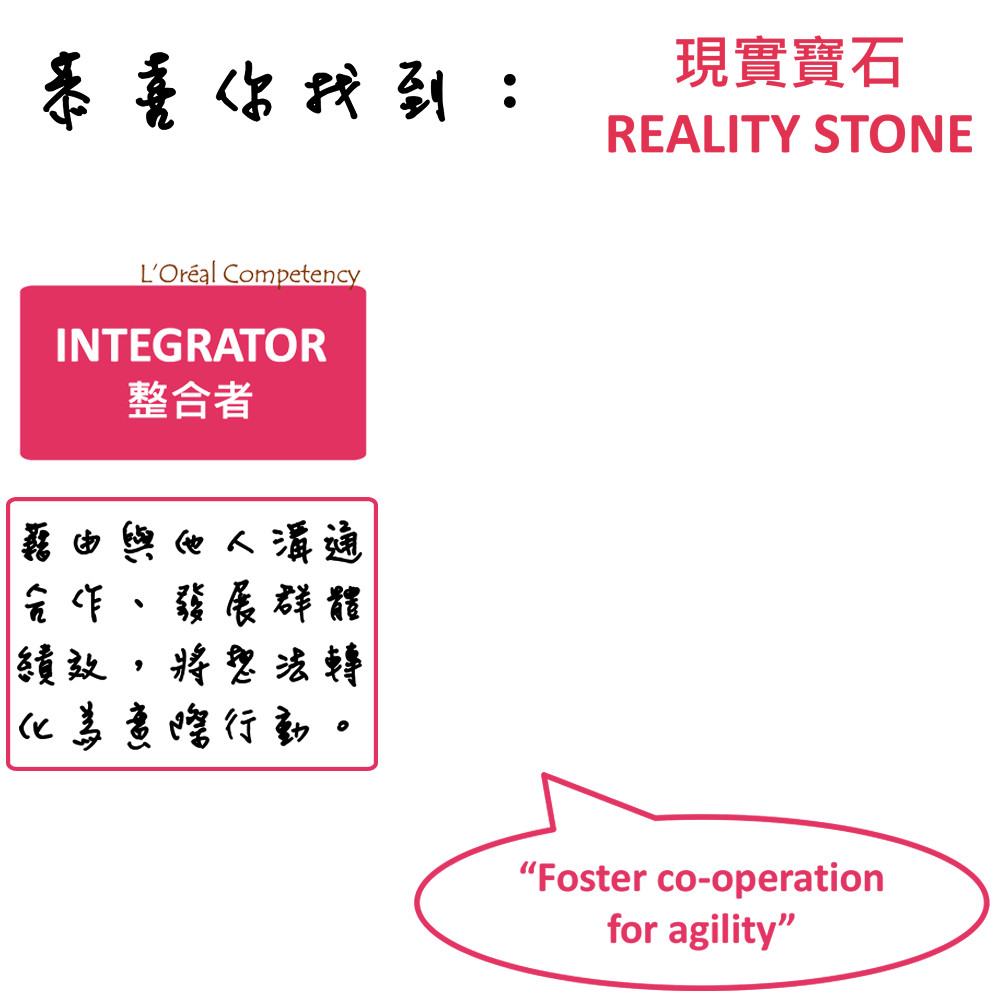 恭喜你找到：
現實寶石
REALITY STONE
L'Oréal Competency
INTEGRATOR
整合者
藉由與他人溝通
合作、發展群體
績效，將想法轉
化為實際行動。
“Foster co-operation
for agility”